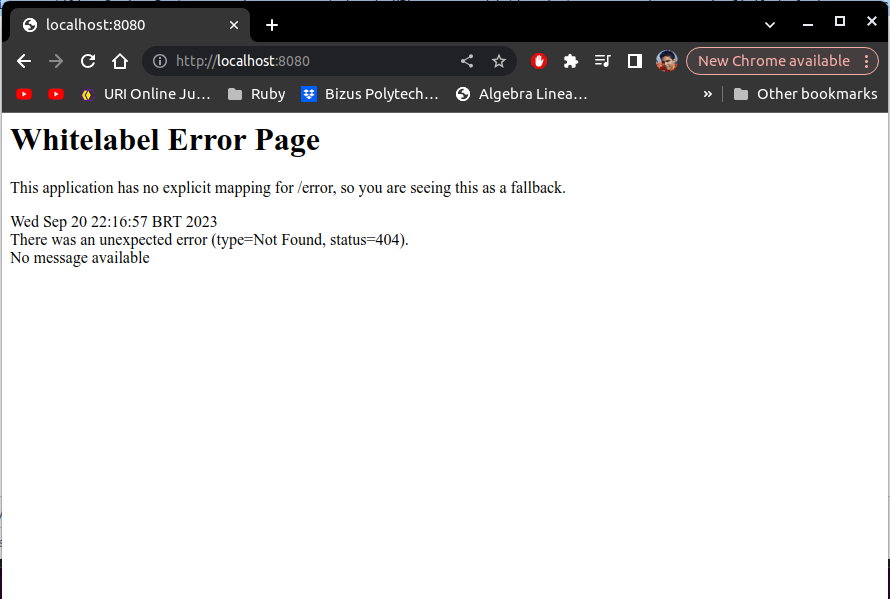 localhost:8080
http://localhost:8080
New Chrome available
URI Online Ju...
Ruby
Bizus Polytech...
Algebra Linea...
»
Other bookmarks
Whitelabel Error Page
This application has no explicit mapping for /error, so you are seeing this as a fallback.
Wed Sep 20 22:16:57 BRT 2023
There was an unexpected error (type=Not Found, status=404).
No message available